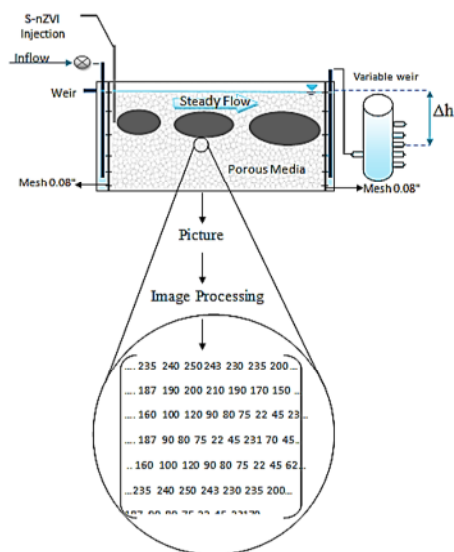 S-nZVI
Injection
Inflow
Weir
Steady Flow
Variable weir
Δh
Porous Media
Mesh 0.08"
Mesh 0.08"
Picture
Image Processing
.... 235 240 250 243 230 235 200...
.... 187 190 200 210 190 170 150 ...
.... 160 100 120 90 80 75 22 45 23...
.... 187 90 80 75 22 45 231 70 45..
.. 160 100 120 90 80 75 22 45 62...
...235 240 250 243 230 235 200...